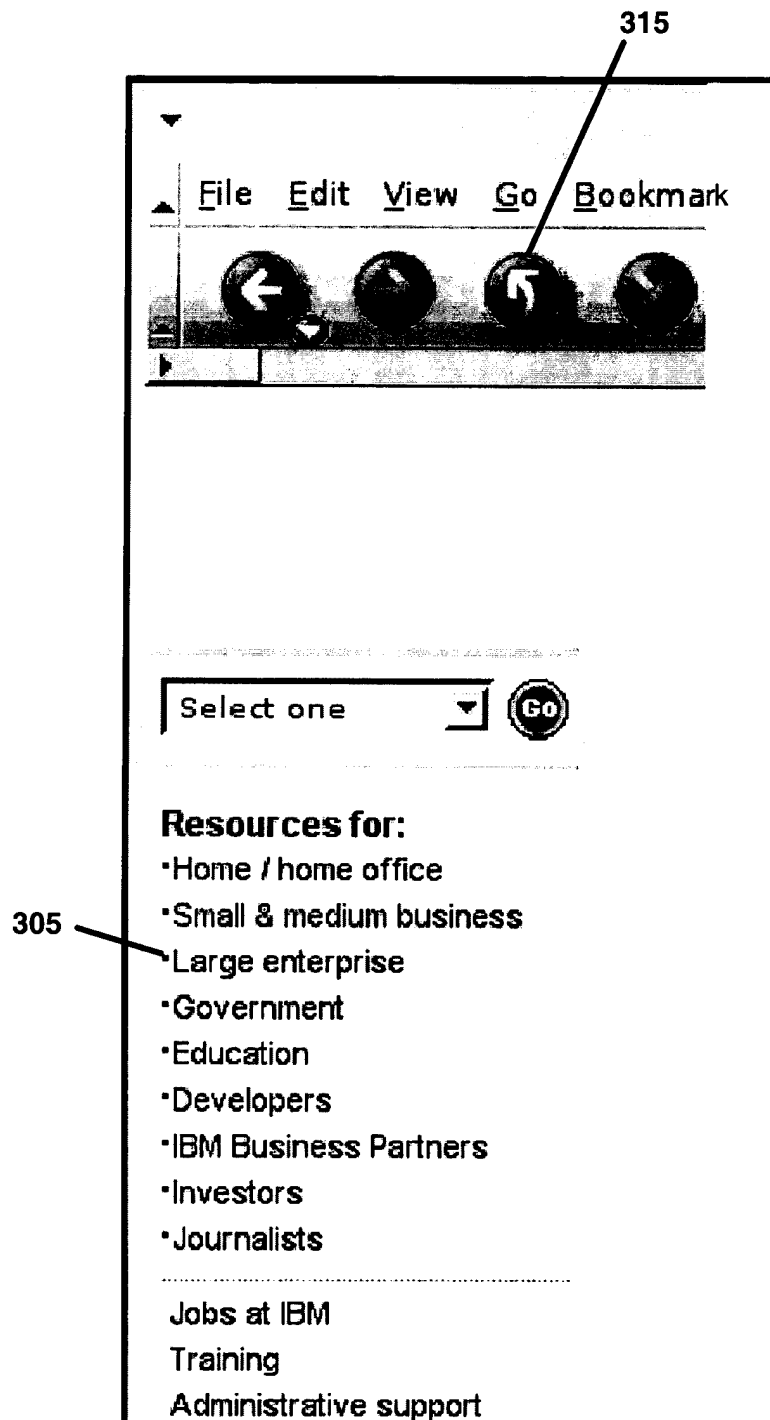 315
File Edit View Go Bookmark
Select one Go
Resources for:
·Home / home office
·Small & medium business
305
·Large enterprise
·Government
·Education
·Developers
·IBM Business Partners
·Investors
·Journalists
Jobs at IBM
Training
Administrative support